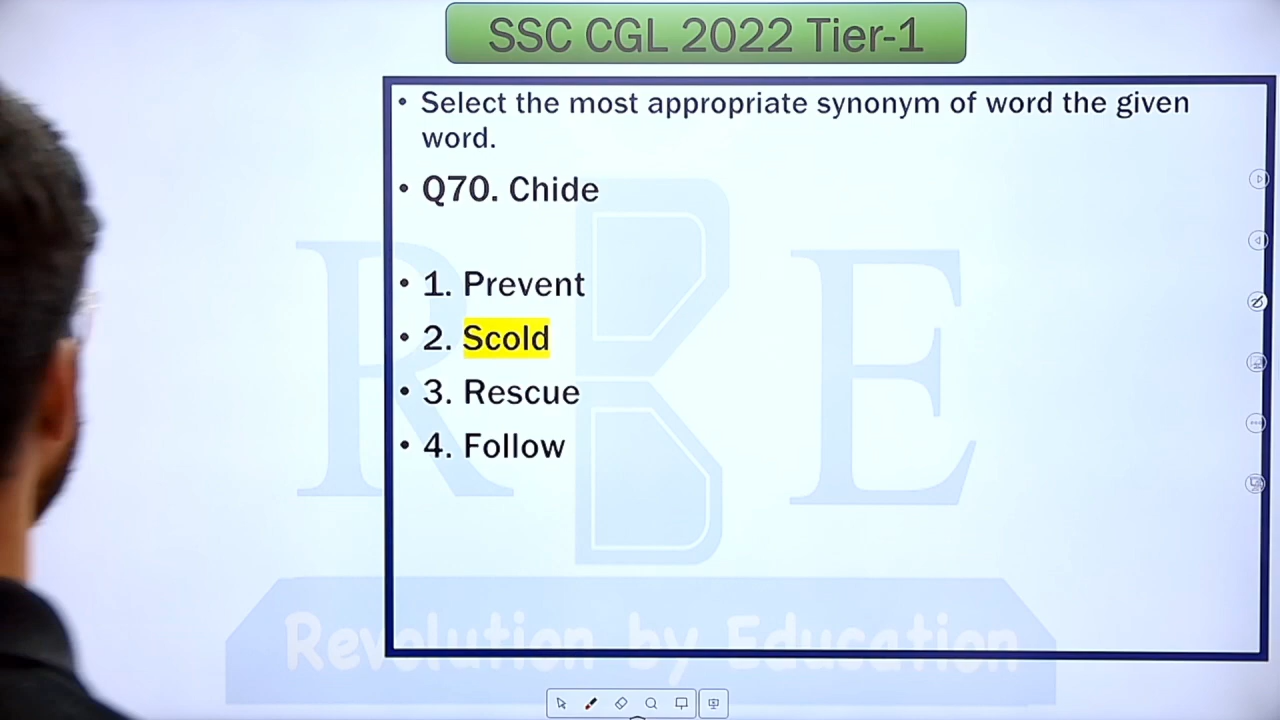 SSC CGL 2022 Tier-1
• Select the most appropriate synonym of word the given
word.
• Q70. Chide
• 1. Prevent
• 2. Scold
• 3. Rescue
• 4. Follow
RBE
Revolution by Education